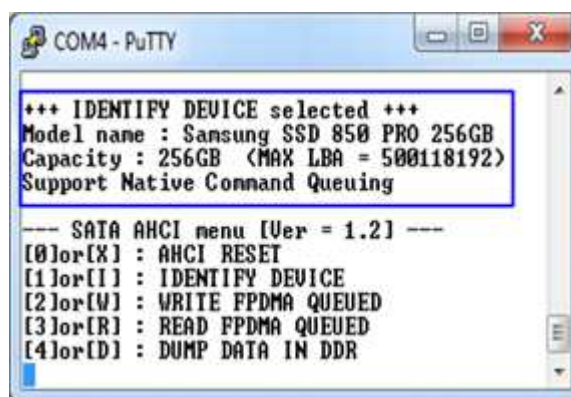 COM4 - PuTTY
+++ IDENTIFY DEVICE selected +++
Model name : Samsung SSD 850 PRO 256GB
Capacity : 256GB (MAX LBA = 500118192)
Support Native Command Queuing
--- SATA AHCI menu [Ver = 1.2] ---
[0]or[X] : AHCI RESET
[1]or[I] : IDENTIFY DEVICE
[2]or[W] : WRITE FPDMA QUEUED
[3]or[R] : READ FPDMA QUEUED
[4]or[D] : DUMP DATA IN DDR